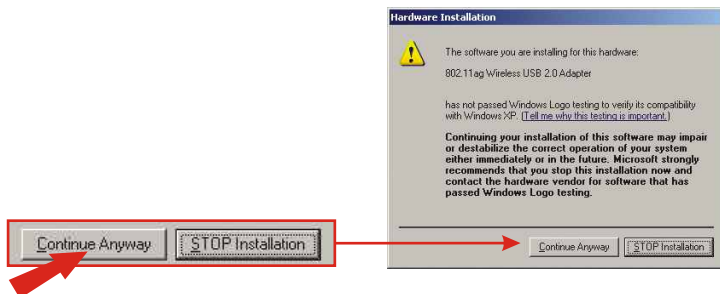 Hardware Installation
The software you are installing for this hardware:
802.11ag Wireless USB 2.0 Adapter
has not passed Windows Logo testing to verify its compatibility
with Windows XP. (Tell me why this testing is important.)
Continuing your installation of this software may impair
or destabilize the correct operation of your system
either immediately or in the future. Microsoft strongly
recommends that you stop this installation now and
contact the hardware vendor for software that has
passed Windows Logo testing.
Continue Anyway
STOP Installation
Continue Anyway
STOP Installation